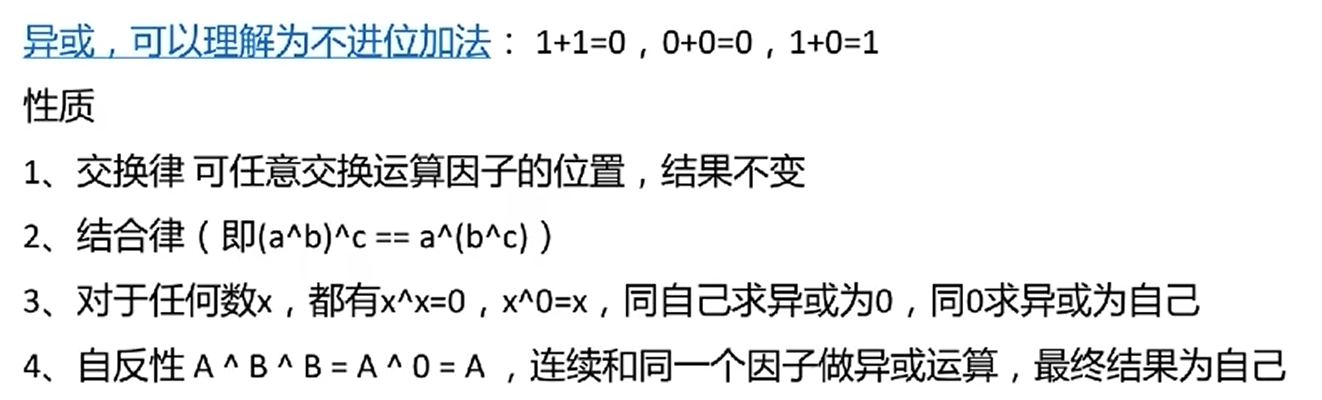 异或，可以理解为不进位加法：1+1=0，0+0=0，1+0=1
性质
1、交换律 可任意交换运算因子的位置，结果不变
2、结合律（即(a^b)^c == a^(b^c)）
3、对于任何数x，都有x^x=0，x^0=x，同自己求异或为0，同0求异或为自己
4、自反性 A ^ B ^ B = A ^ 0 = A ，连续和同一个因子做异或运算，最终结果为自己